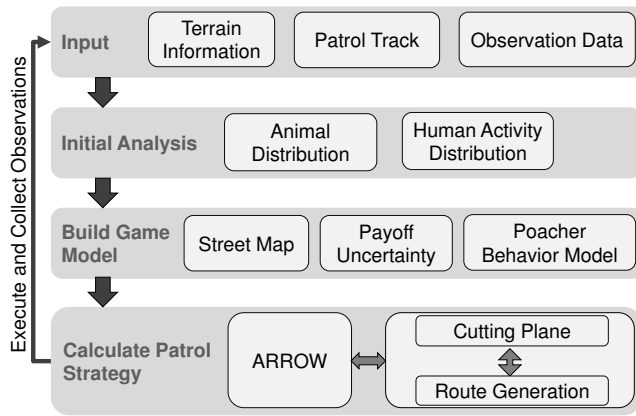 Execute and Collect Observations
Input
Terrain
Information
Patrol Track
Observation Data
Initial Analysis
Animal
Distribution
Human Activity
Distribution
Build Game
Model
Street Map
Payoff
Uncertainty
Poacher
Behavior Model
Calculate Patrol
Strategy
ARROW
Cutting Plane
Route Generation